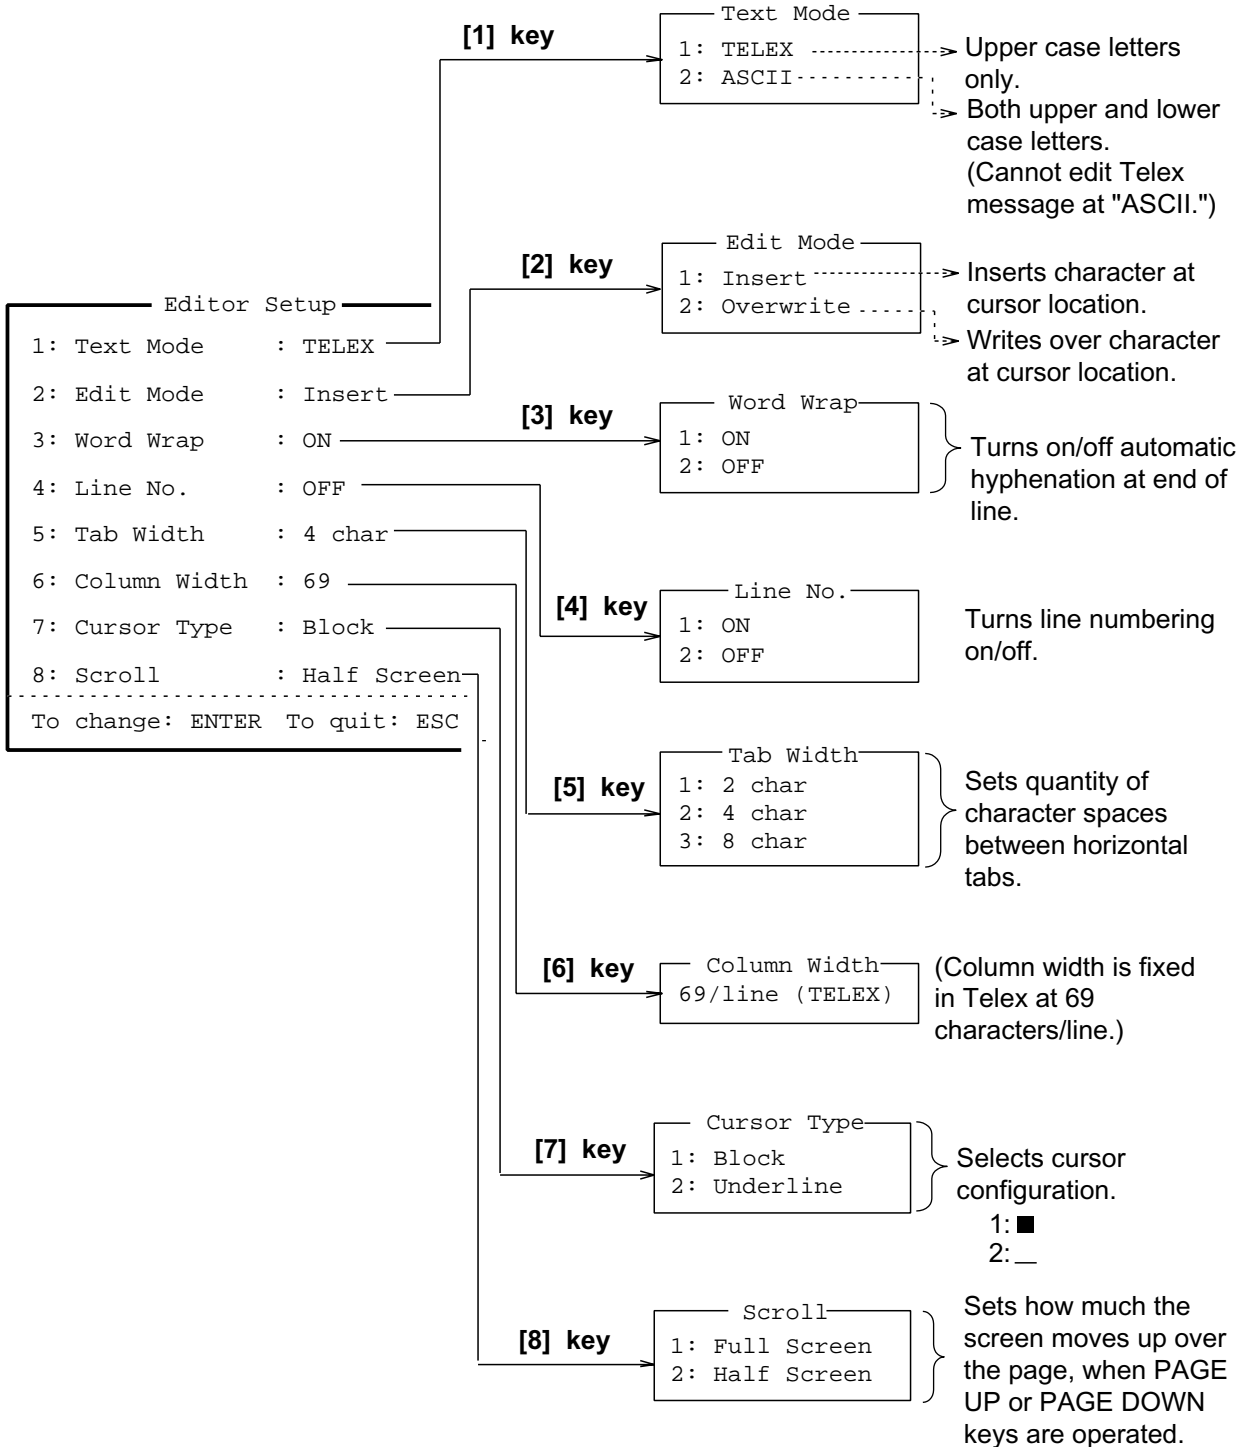 Editor Setup
1: Text Mode : TELEX
2: Edit Mode : Insert
3: Word Wrap : ON
4: Line No. : OFF
5: Tab Width : 4 char
6: Column Width : 69
7: Cursor Type : Block
8: Scroll : Half Screen
To change: ENTER To quit: ESC
[1] key
Text Mode
1: TELEX
2: ASCII
Upper case letters
only.
Both upper and lower
case letters.
(Cannot edit Telex
message at "ASCII.")
[2] key
Edit Mode
1: Insert
2: Overwrite
Inserts character at
cursor location.
Writes over character
at cursor location.
[3] key
Word Wrap
1: ON
2: OFF
Turns on/off automatic
hyphenation at end of
line.
[4] key
Line No.
1: ON
2: OFF
Turns line numbering
on/off.
[5] key
Tab Width
1: 2 char
2: 4 char
3: 8 char
Sets quantity of
character spaces
between horizontal
tabs.
[6] key
Column Width
69/line (TELEX)
(Column width is fixed
in Telex at 69
characters/line.)
[7] key
Cursor Type
1: Block
2: Underline
Selects cursor
configuration.
1: ■
2: _
[8] key
Scroll
1: Full Screen
2: Half Screen
Sets how much the
screen moves up over
the page, when PAGE
UP or PAGE DOWN
keys are operated.